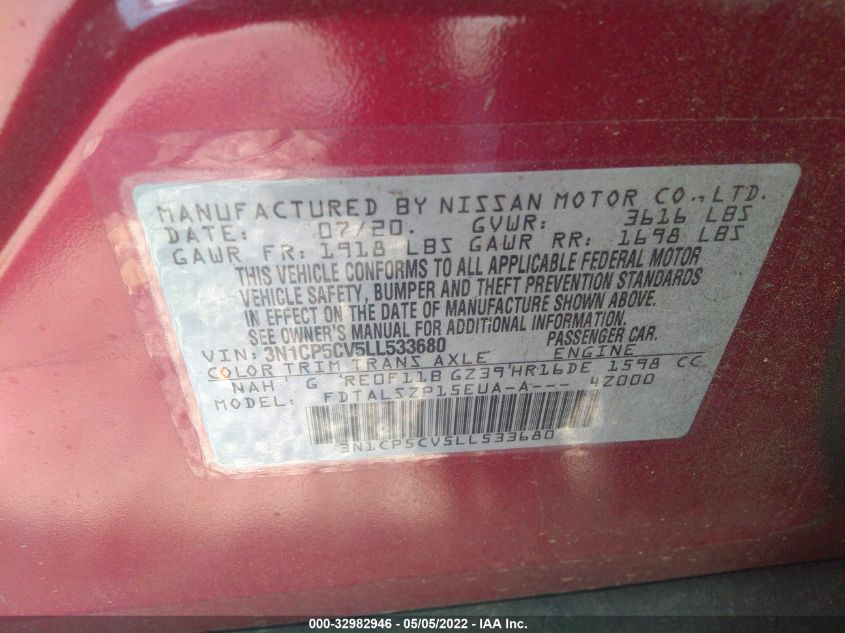 MANUFACTURED BY NISSAN MOTOR CO., LTD.
DATE: 07/20. GVWR: 3616 LBS
GAWR FR: 1918 LBS GAWR RR: 1698 LBS
THIS VEHICLE CONFORMS TO ALL APPLICABLE FEDERAL MOTOR
VEHICLE SAFETY, BUMPER AND THEFT PREVENTION STANDARDS
IN EFFECT ON THE DATE OF MANUFACTURE SHOWN ABOVE.
SEE OWNER'S MANUAL FOR ADDITIONAL INFORMATION.
VIN: 3N1CP5CV5LL533680 PASSENGER CAR.
COLOR TRIM TRANS AXLE ENGINE
NAH G RE0F11B GZ39 HR16DE 1598 CC
MODEL: FDTALSZP15EUA-A--- 4Z000
3N1CP5CV5LL533680
000-32982946 - 05/05/2022 - IAA Inc.